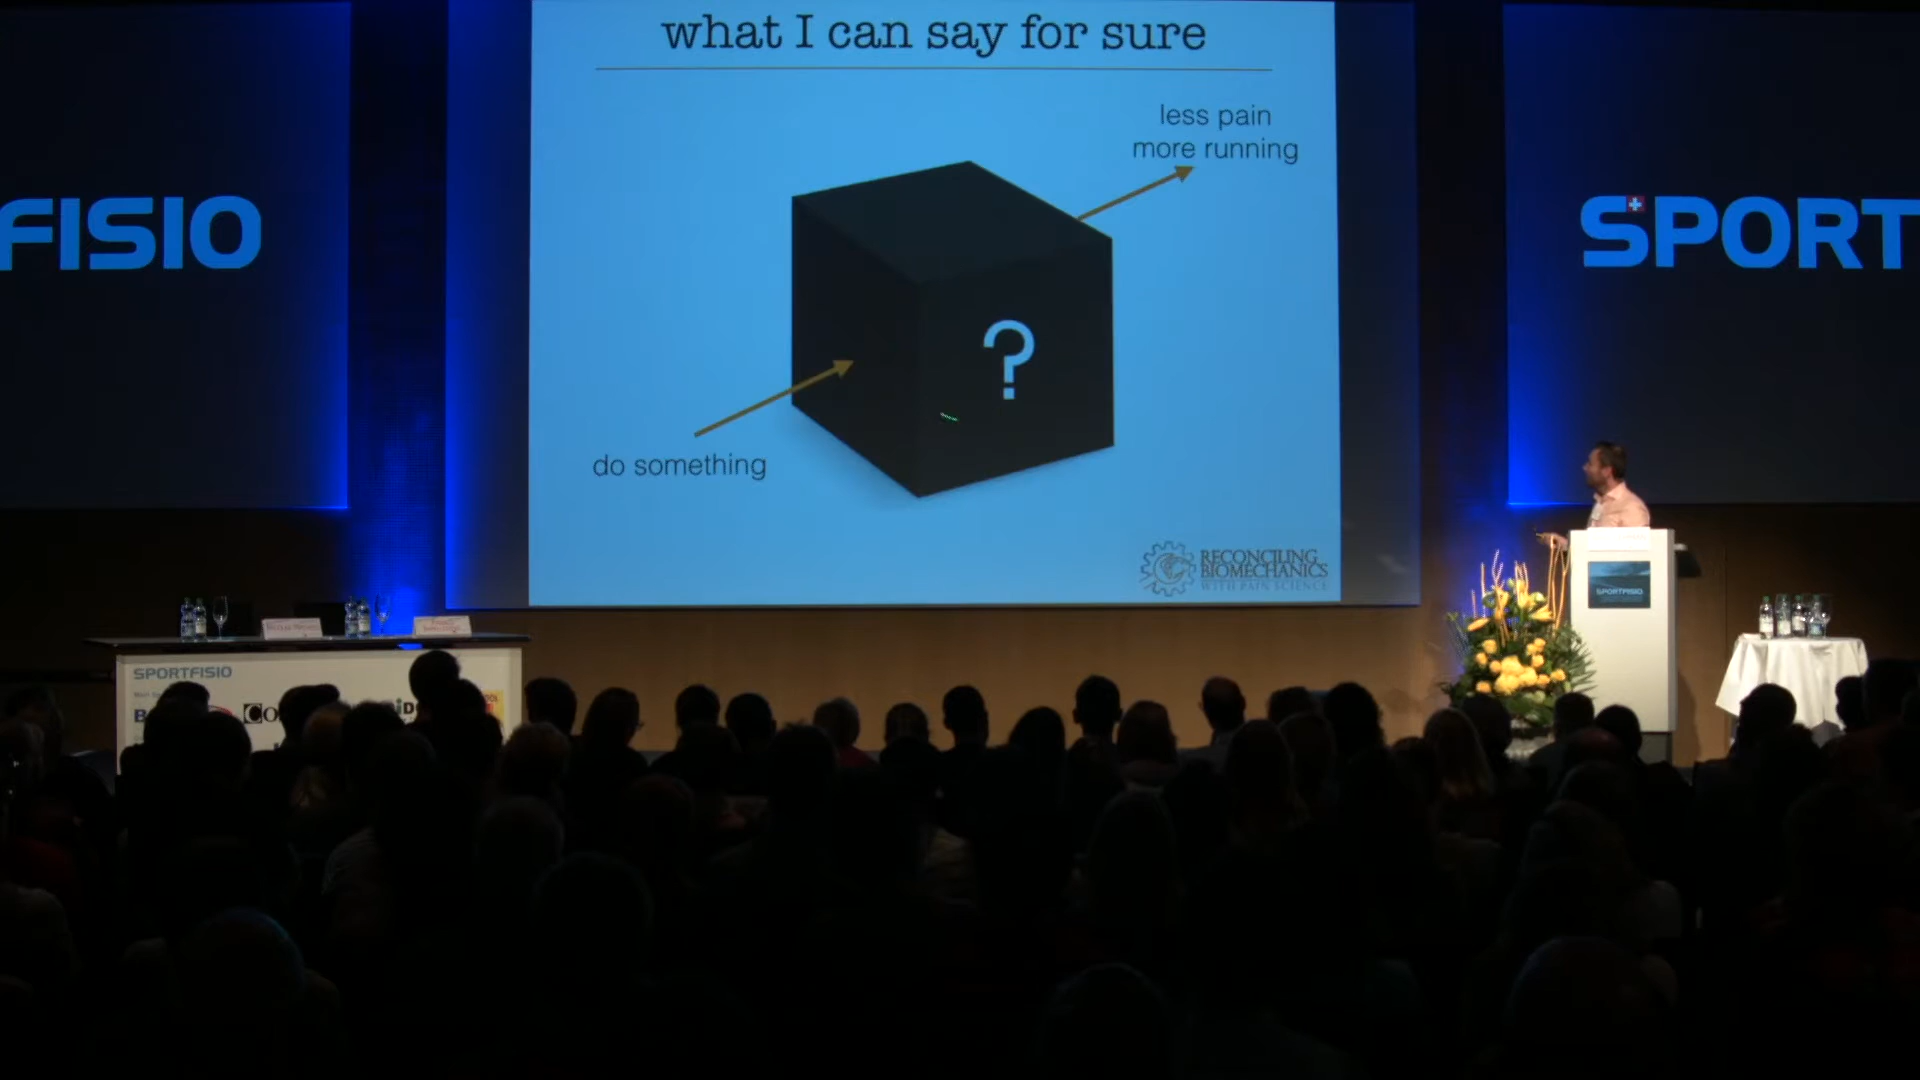 what I can say for sure
less pain
more running
?
do something
RECONCILING
BIOMECHANICS
WITH PAIN SCIENCE
FISIO
SPORT
SPORTFISIO
SPORTFISIO